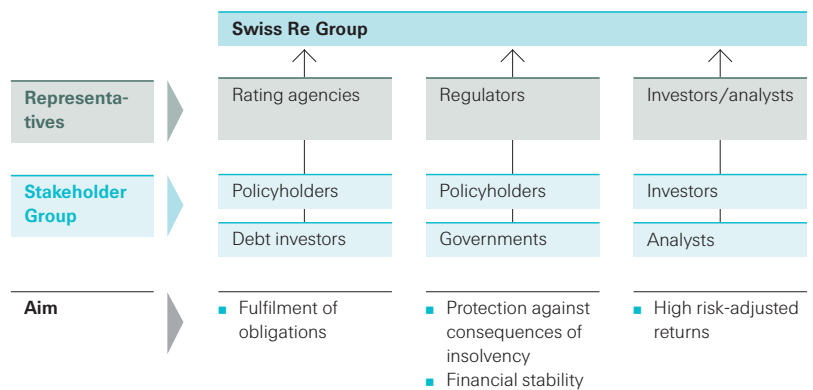 Swiss Re Group
Representa-
tives
Rating agencies
Regulators
Investors/analysts
Stakeholder
Group
Policyholders
Policyholders
Investors
Debt investors
Governments
Analysts
Aim
Fulfilment of
obligations
Protection against
consequences of
insolvency
Financial stability
High risk-adjusted
returns